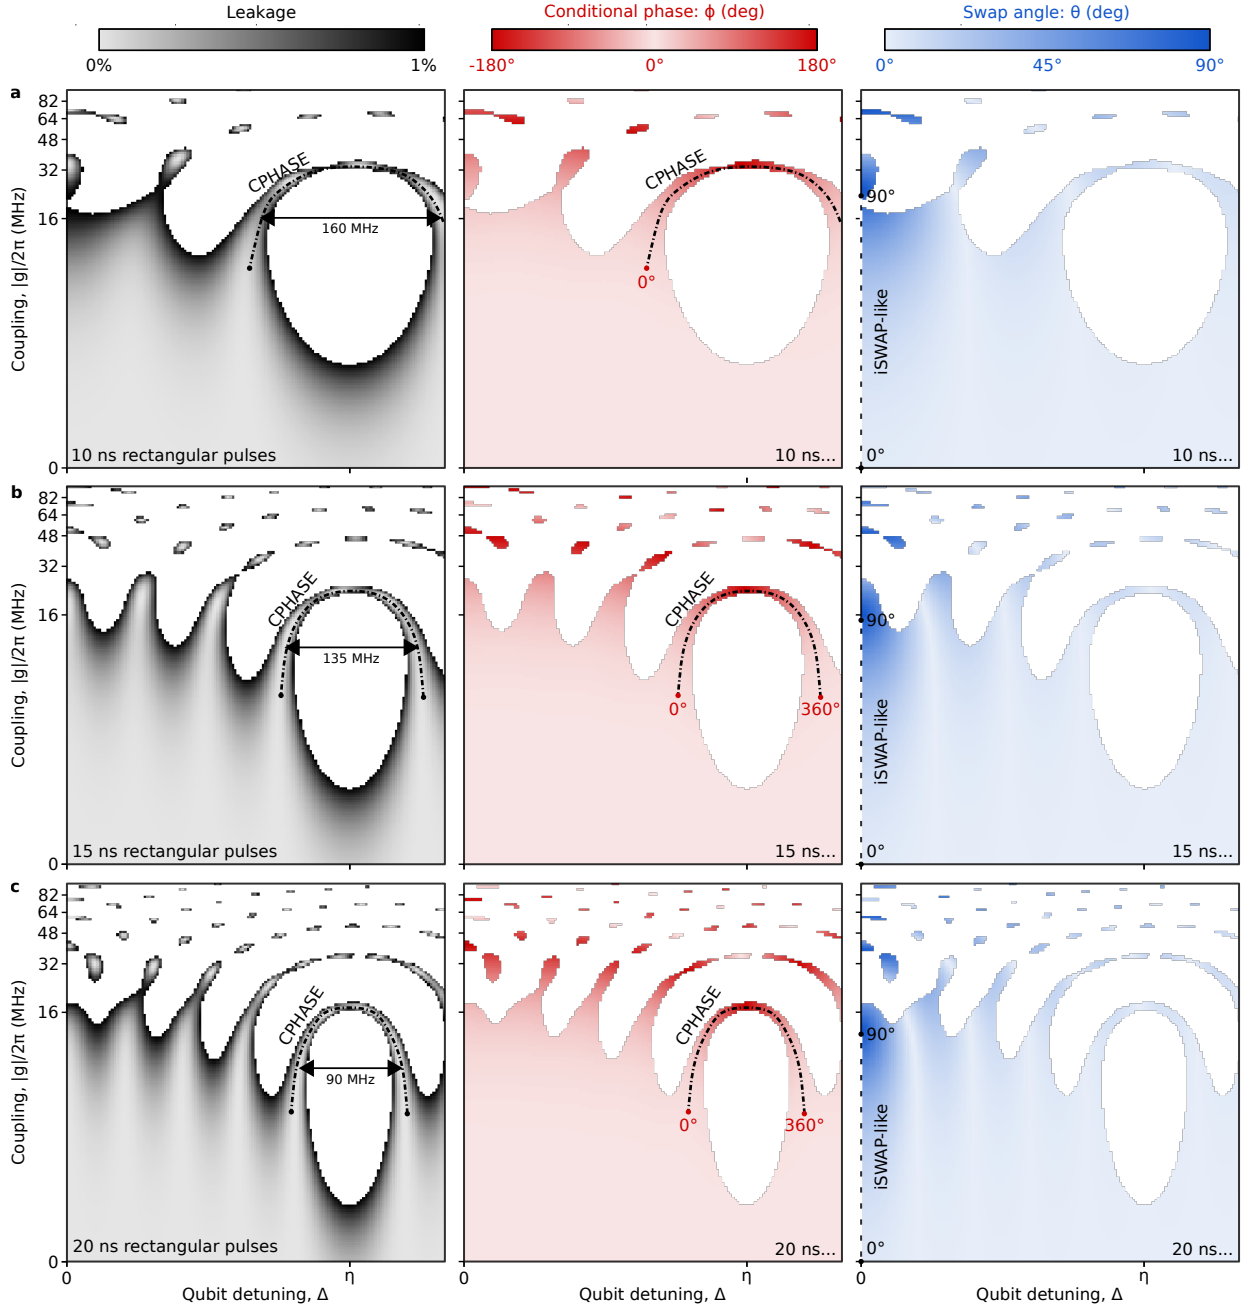 Leakage
Conditional phase: ϕ (deg)
Swap angle: θ (deg)
0%
1%
-180°
0°
180°
0°
45°
90°
a
82
64
48
32
16
0
Coupling, |g|/2π (MHz)
CPHASE
160 MHz
10 ns rectangular pulses
CPHASE
0°
10 ns...
90°
iSWAP-like
0°
10 ns...
η
b
82
64
48
32
16
0
Coupling, |g|/2π (MHz)
CPHASE
135 MHz
15 ns rectangular pulses
CPHASE
0°
360°
15 ns...
90°
iSWAP-like
0°
15 ns...
c
82
64
48
32
16
0
Coupling, |g|/2π (MHz)
CPHASE
90 MHz
20 ns rectangular pulses
CPHASE
0°
360°
20 ns...
90°
iSWAP-like
0°
20 ns...
0
η
0
η
0
η
Qubit detuning, Δ
Qubit detuning, Δ
Qubit detuning, Δ